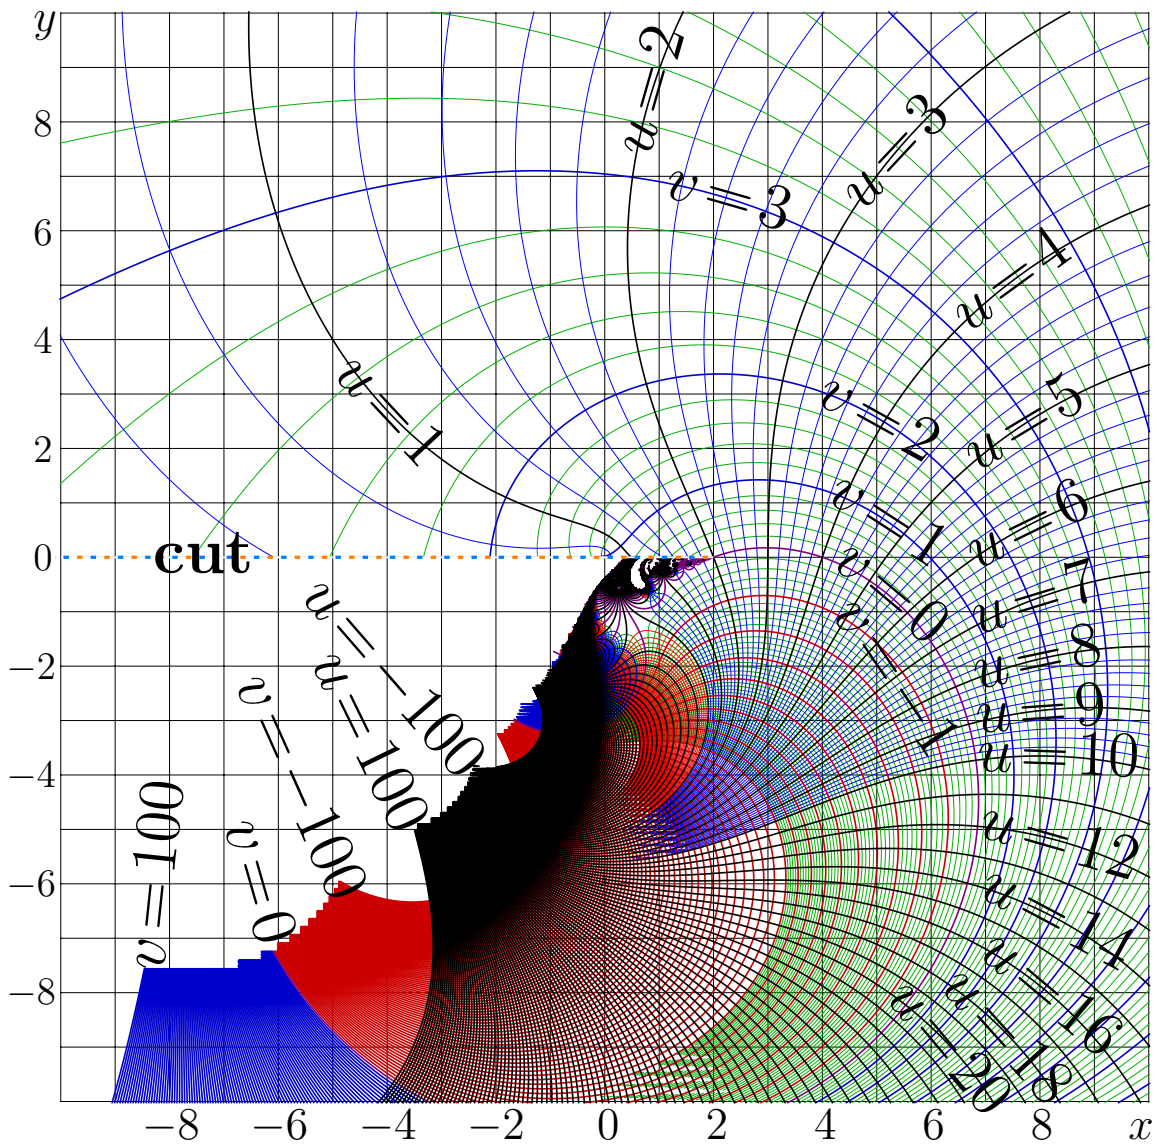 y
8
6
4
2
0
−2
−4
−6
−8
−8 −6 −4 −2 0 2 4 6 8 x
cut
u=1
u=2
u=3
u=4
u=5
u=6
u=7
u=8
u=9
u=10
u=12
u=14
u=16
u=18
u=20
v=3
v=2
v=1
v=0
v=−1
u=−100
u=100
v=−100
v=0
v=100